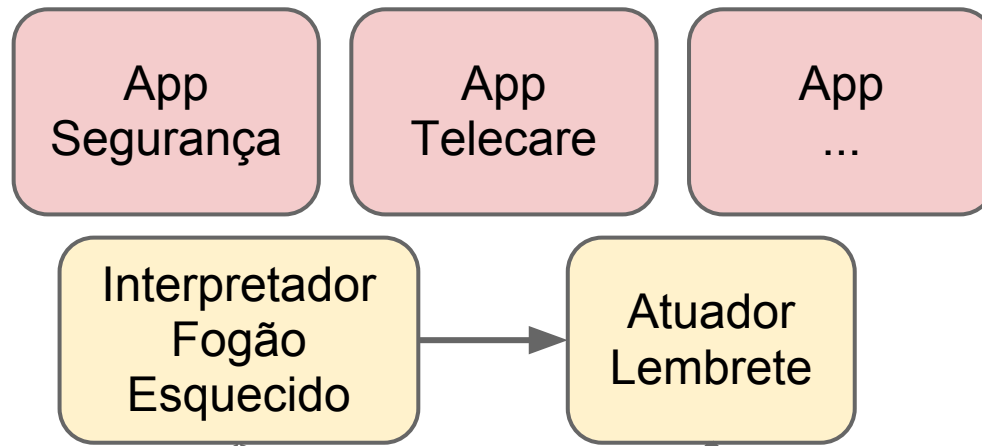 App
Segurança
App
Telecare
App
...
Interpretador
Fogão
Esquecido
Atuador
Lembrete